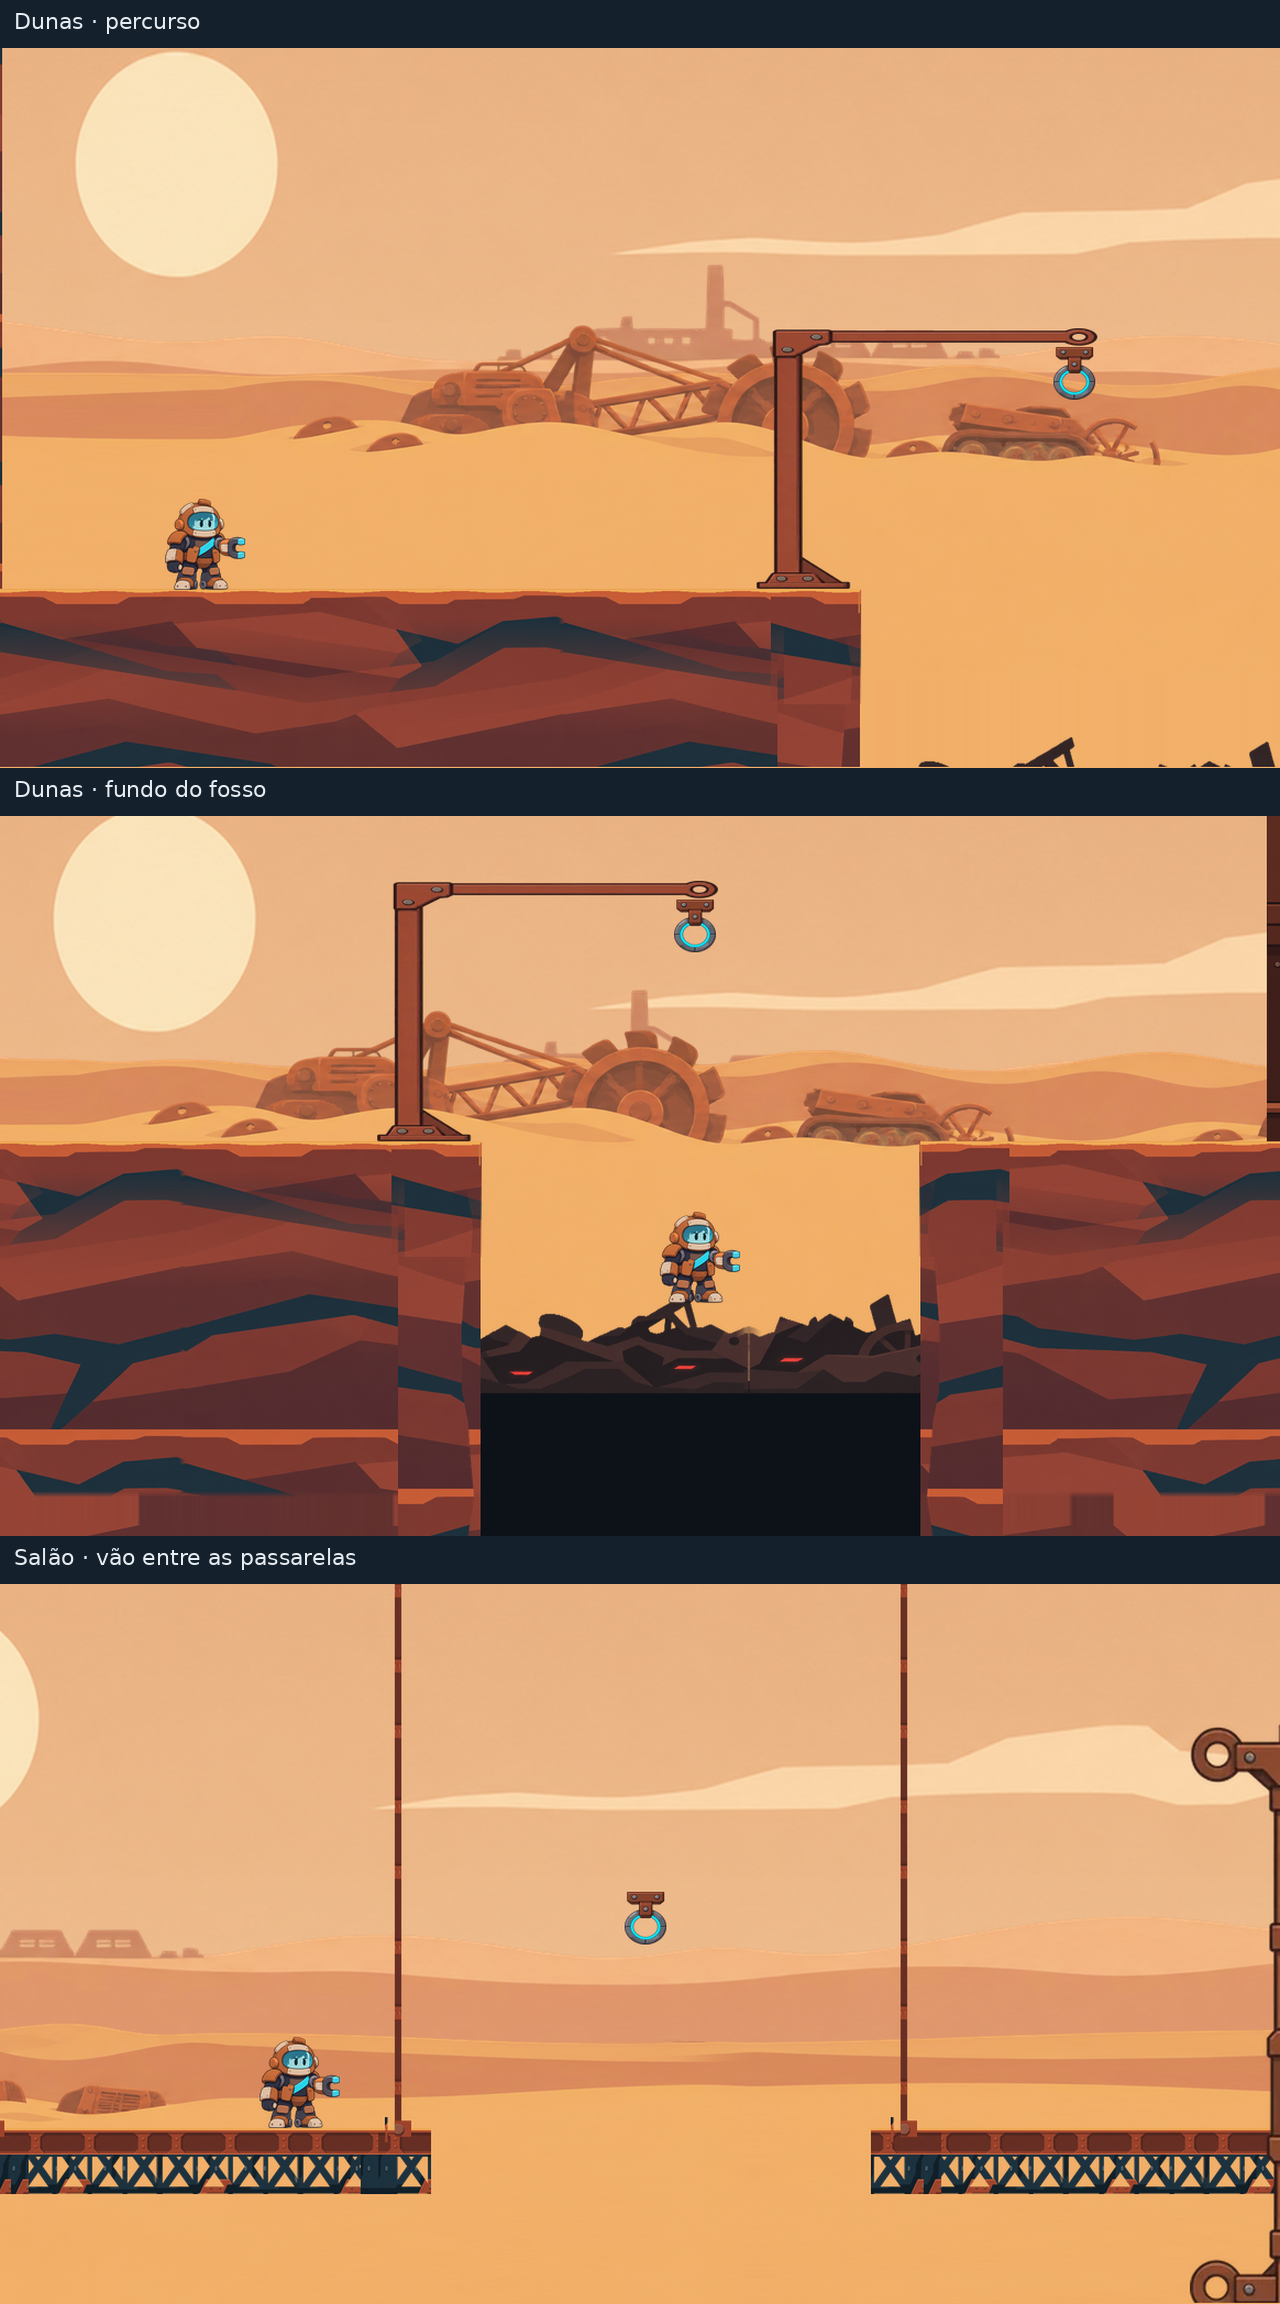 Dunas · percurso
Dunas · fundo do fosso
Salão · vão entre as passarelas